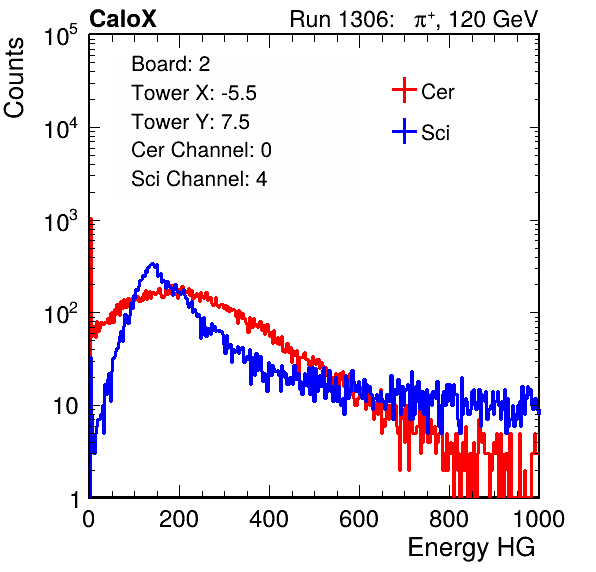 CaloX Run 1306: π⁺, 120 GeV
Counts
10⁵
10⁴
10³
10²
10
1
Board: 2
Tower X: -5.5
Tower Y: 7.5
Cer Channel: 0
Sci Channel: 4
Cer
Sci
0 200 400 600 800 1000
Energy HG